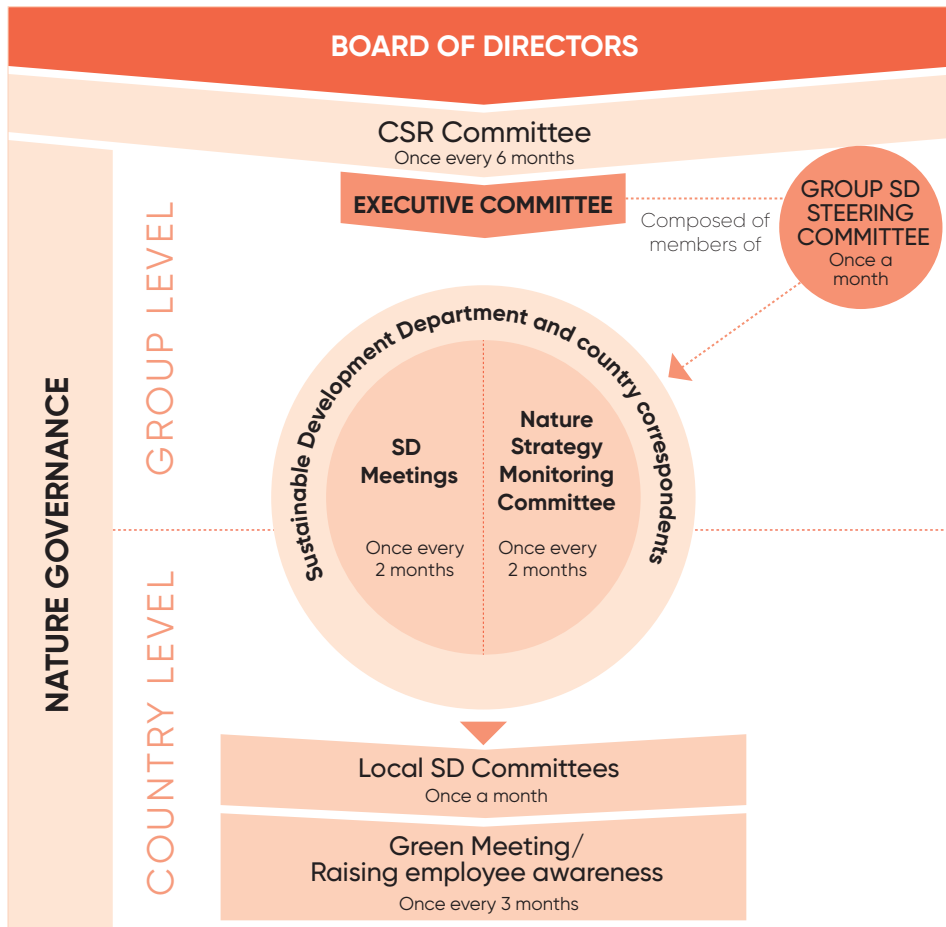 BOARD OF DIRECTORS
CSR Committee
Once every 6 months
EXECUTIVE COMMITTEE
Composed of
members of
GROUP SD
STEERING
COMMITTEE
Once a
month
NATURE GOVERNANCE
GROUP LEVEL
Sustainable Development Department and country correspondents
SD
Meetings
Once every
2 months
Nature
Strategy
Monitoring
Committee
Once every
2 months
COUNTRY LEVEL
Local SD Committees
Once a month
Green Meeting/
Raising employee awareness
Once every 3 months